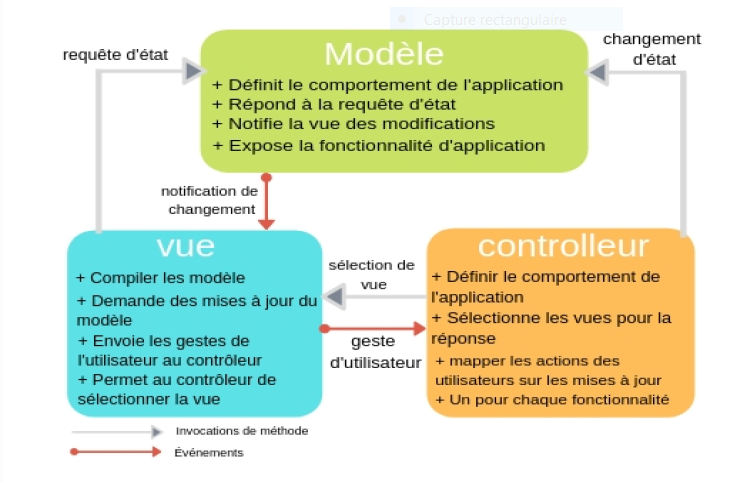 Capture rectangulaire
requête d'état
changement
d'état
Modèle
+ Définit le comportement de l'application
+ Répond à la requête d'état
+ Notifie la vue des modifications
+ Expose la fonctionnalité d'application
notification de
changement
vue
+ Compiler les modèle
+ Demande des mises à jour du
modèle
+ Envoie les gestes de
l'utilisateur au contrôleur
+ Permet au contrôleur de
sélectionner la vue
sélection de
vue
geste
d'utilisateur
controlleur
+ Définir le comportement de
l'application
+ Sélectionne les vues pour la
réponse
+ mapper les actions des
utilisateurs sur les mises à jour
+ Un pour chaque fonctionnalité
Invocations de méthode
Événements